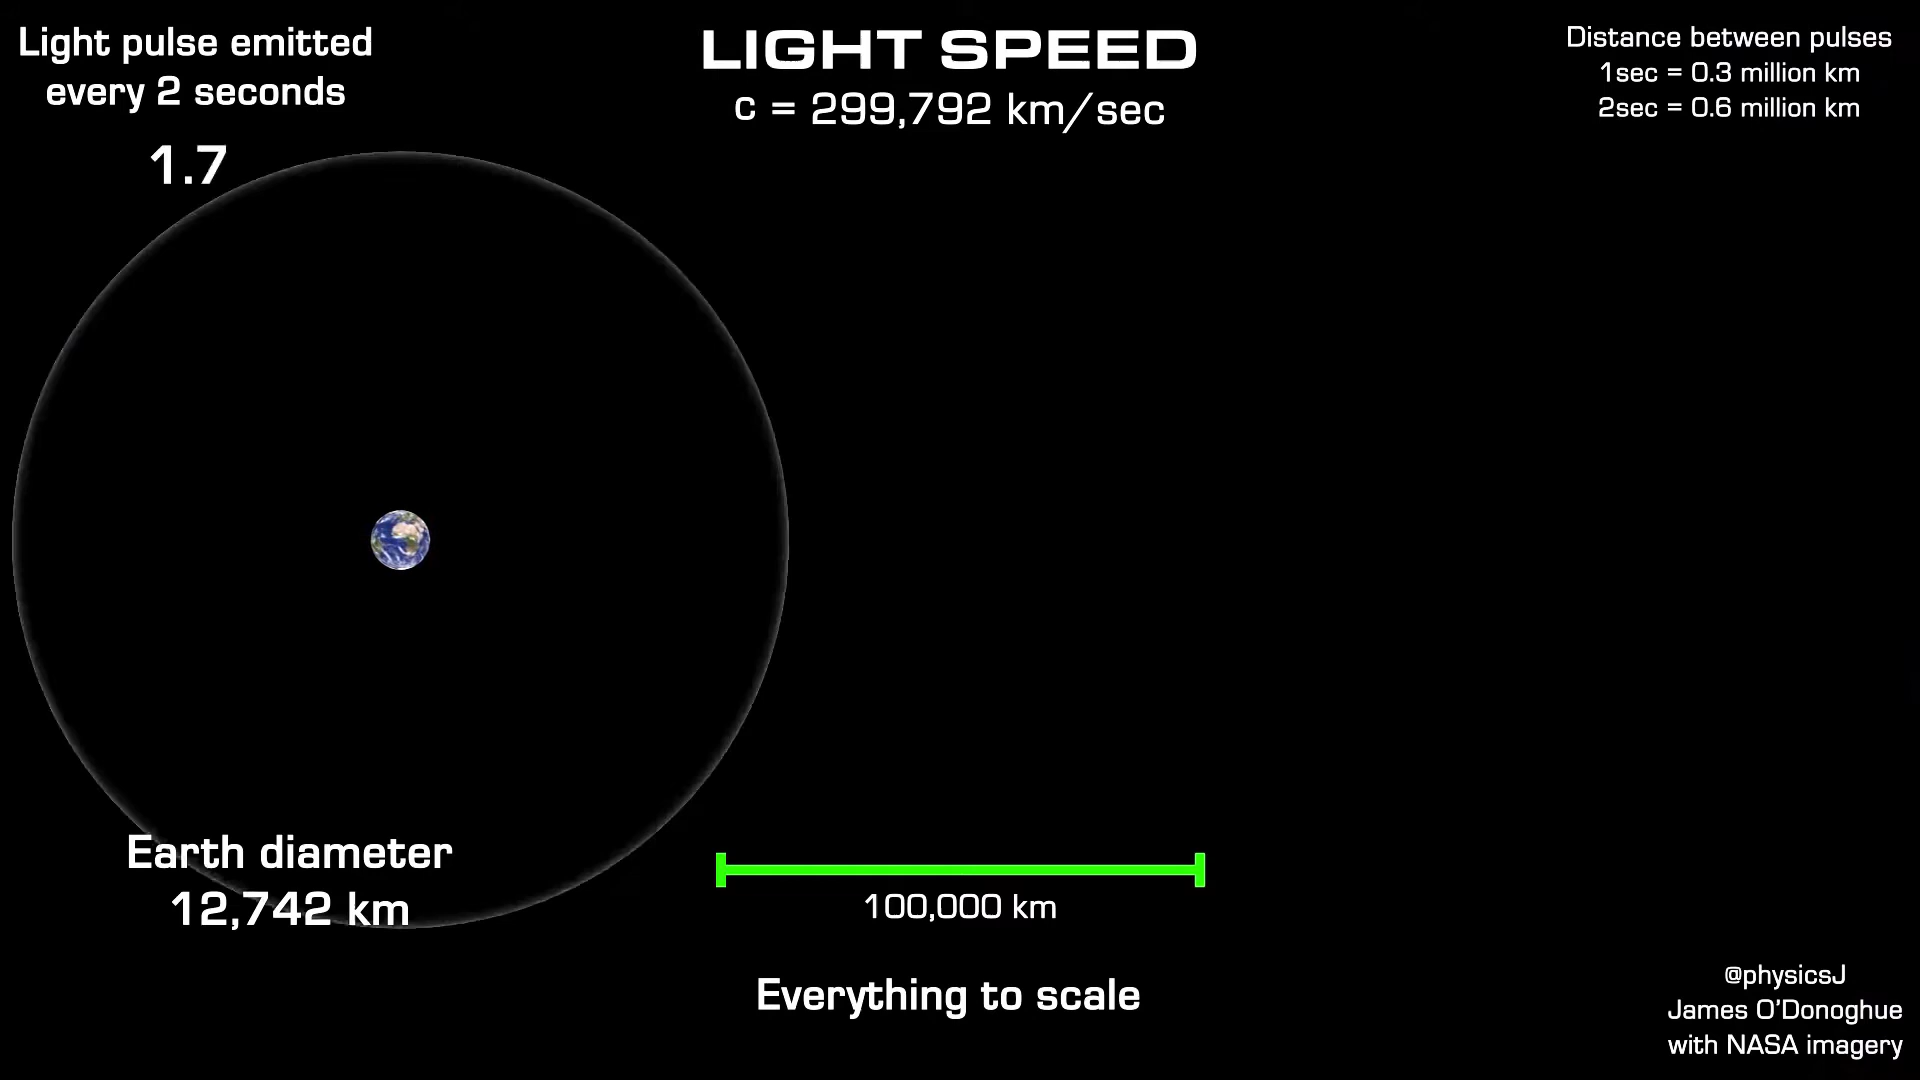 Light pulse emitted
every 2 seconds
1.7
LIGHT SPEED
c = 299,792 km/sec
Distance between pulses
1sec = 0.3 million km
2sec = 0.6 million km
Earth diameter
12,742 km
100,000 km
Everything to scale
@physicsJ
James O'Donoghue
with NASA imagery